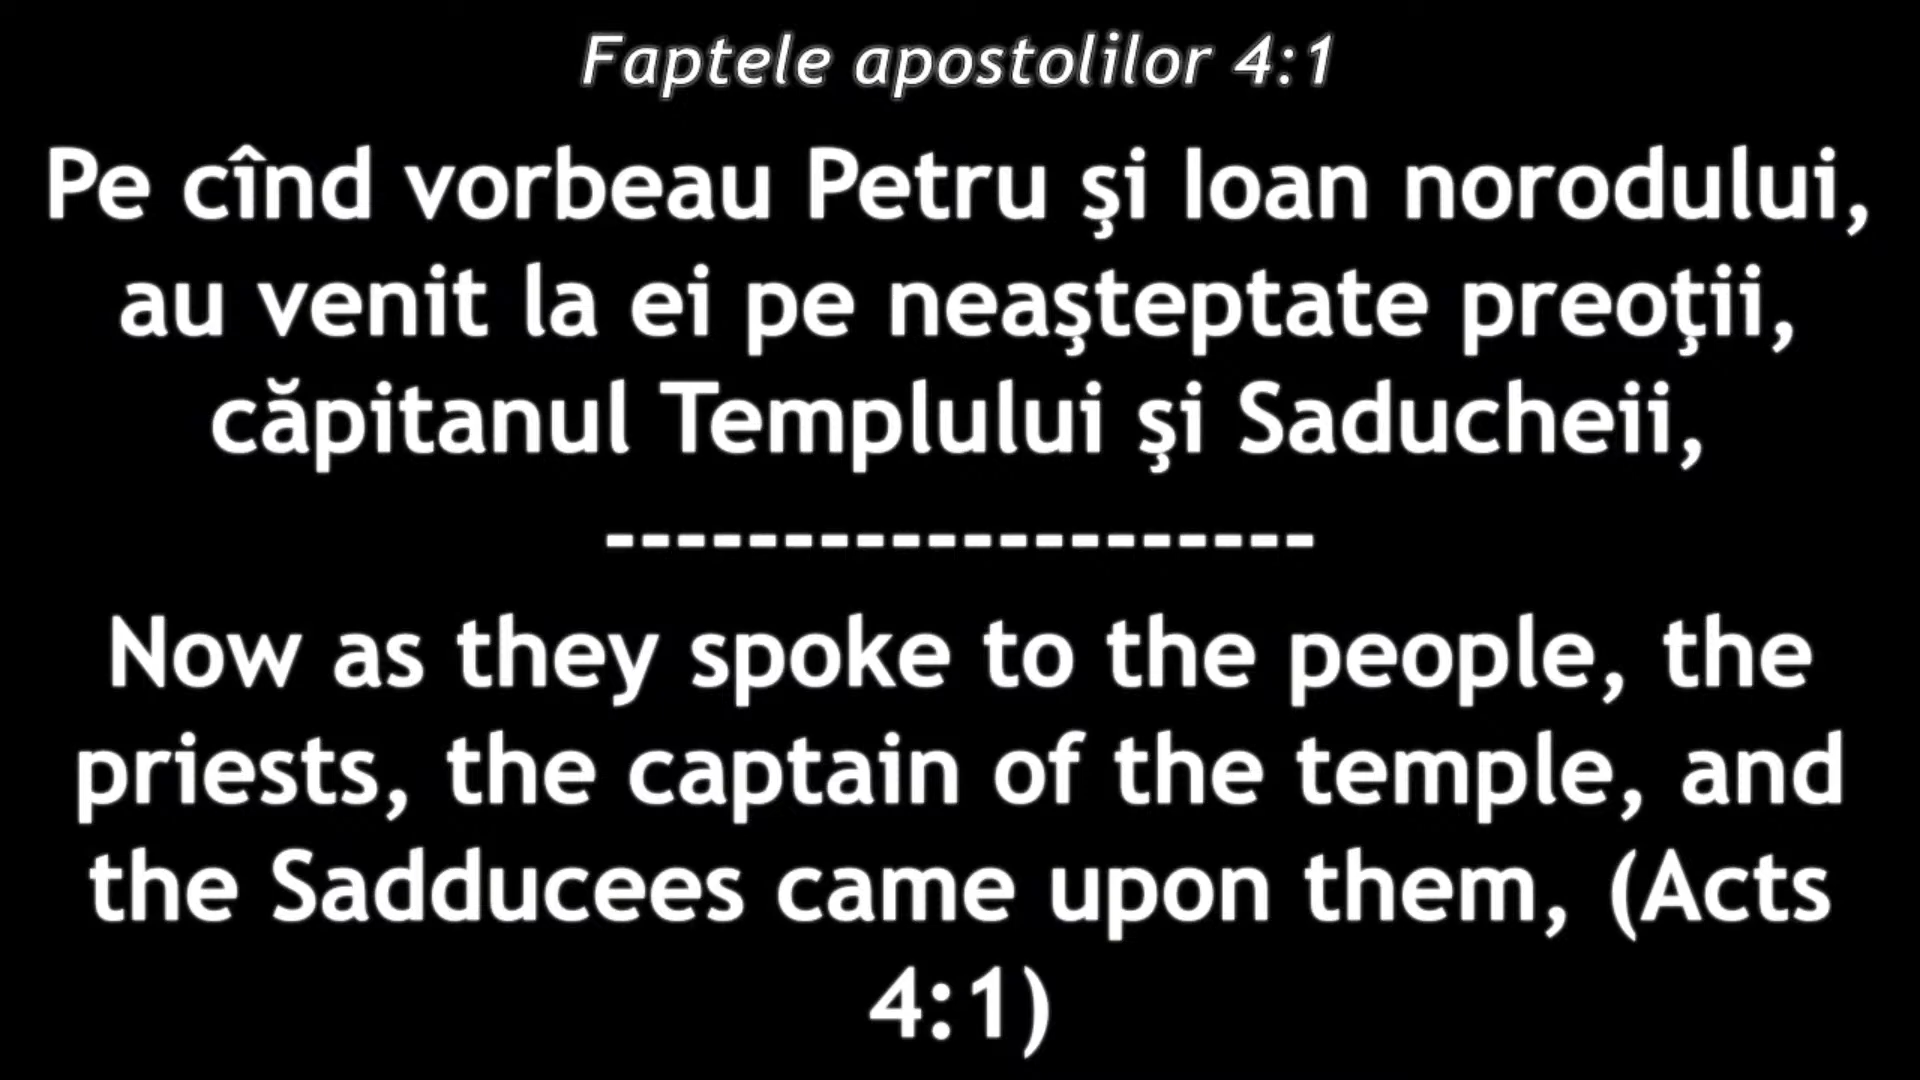 Faptele apostolilor 4:1
Pe cînd vorbeau Petru şi Ioan norodului,
au venit la ei pe neaşteptate preoţii,
căpitanul Templului şi Saducheii,
--------------------
Now as they spoke to the people, the
priests, the captain of the temple, and
the Sadducees came upon them, (Acts
4:1)